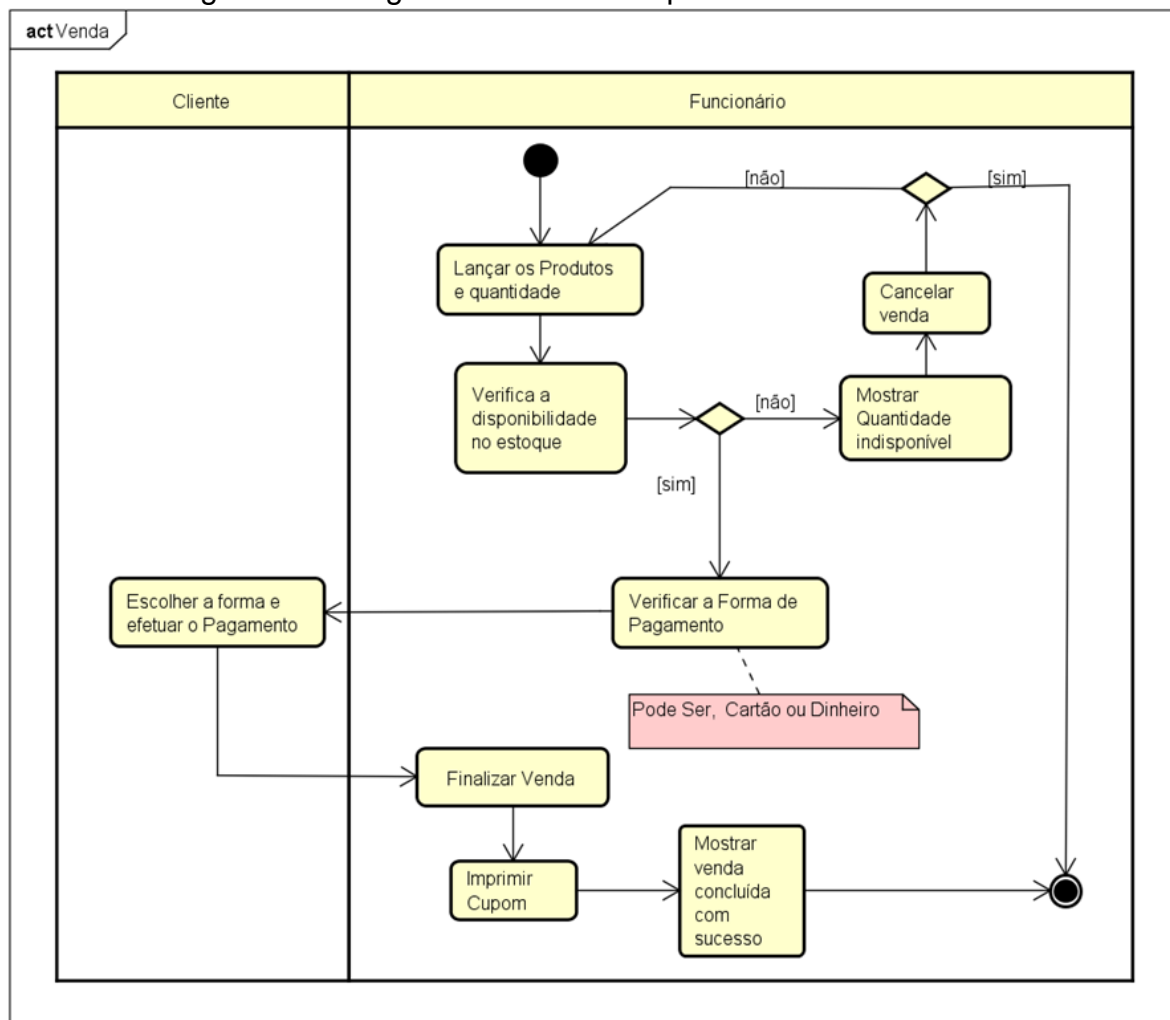 act Venda
Cliente
Funcionário
[não]
[sim]
Lançar os Produtos
e quantidade
Cancelar
venda
Verifica a
disponibilidade
no estoque
[não]
Mostrar
Quantidade
indisponível
[sim]
Escolher a forma e
efetuar o Pagamento
Verificar a Forma de
Pagamento
Pode Ser, Cartão ou Dinheiro
Finalizar Venda
Imprimir
Cupom
Mostrar
venda
concluída
com
sucesso